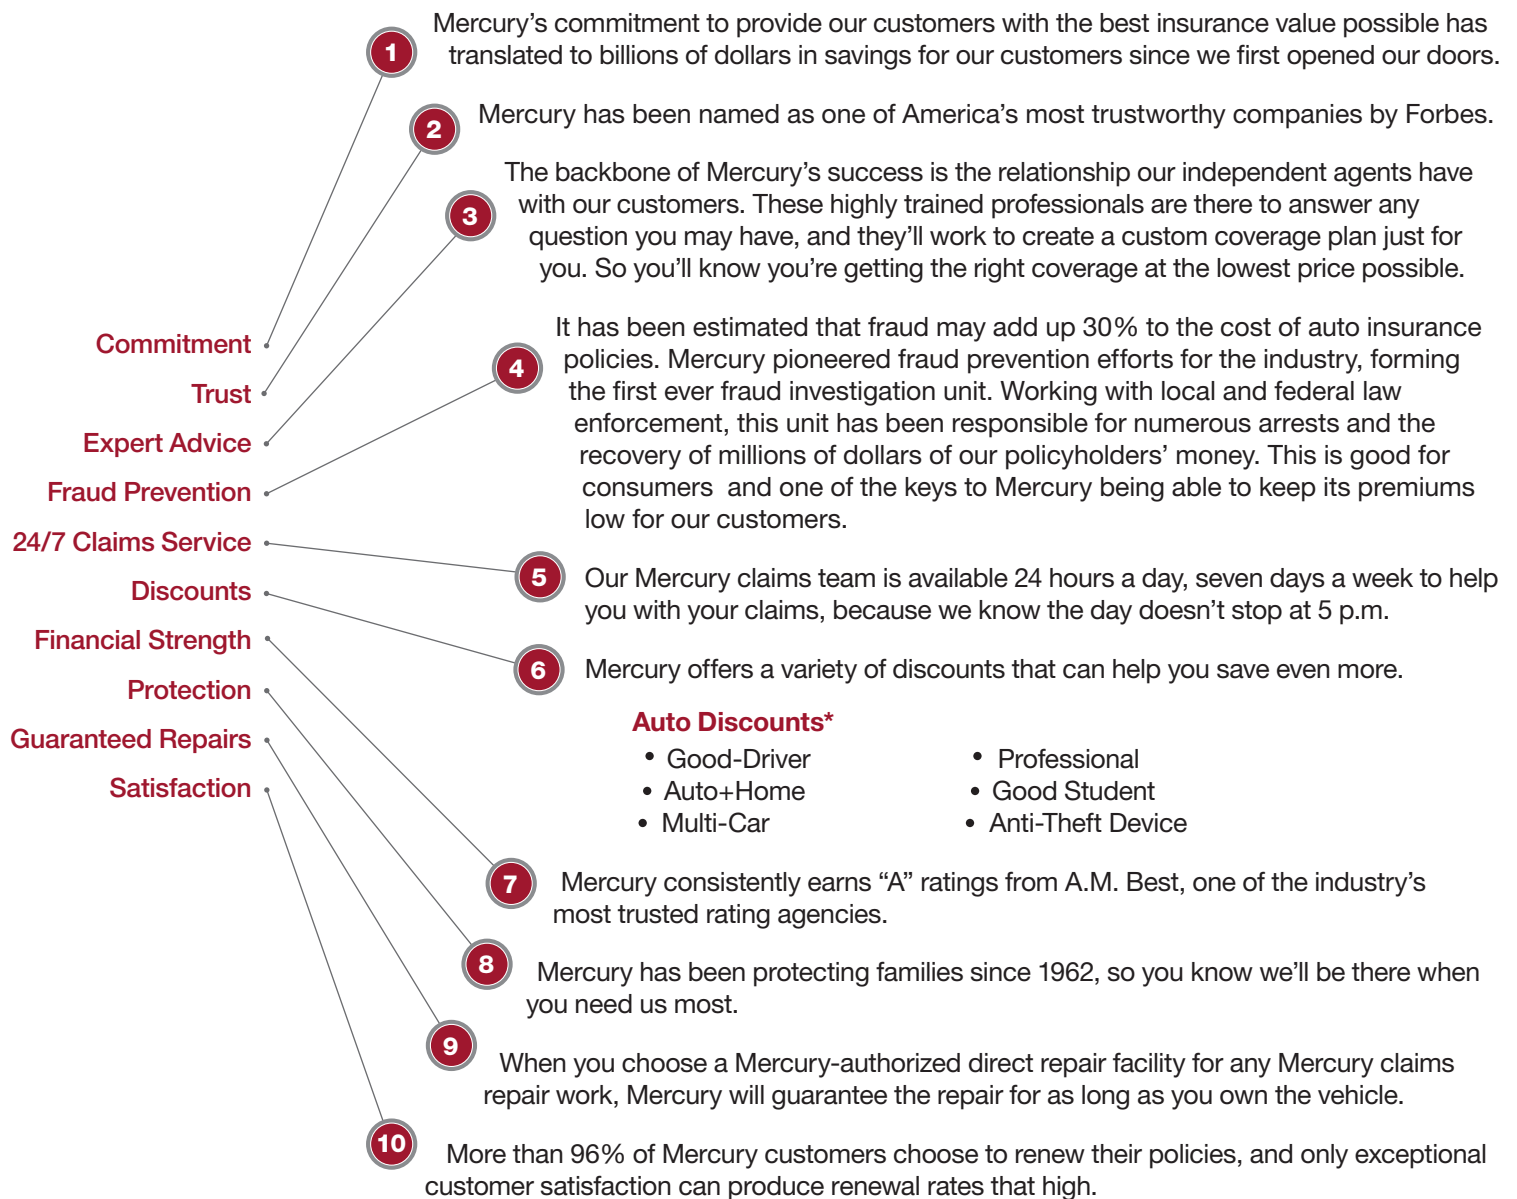 1
Mercury’s commitment to provide our customers with the best insurance value possible has
translated to billions of dollars in savings for our customers since we first opened our doors.
2
Mercury has been named as one of America’s most trustworthy companies by Forbes.
3
The backbone of Mercury’s success is the relationship our independent agents have
with our customers. These highly trained professionals are there to answer any
question you may have, and they’ll work to create a custom coverage plan just for
you. So you’ll know you’re getting the right coverage at the lowest price possible.
Commitment
Trust
Expert Advice
Fraud Prevention
24/7 Claims Service
Discounts
Financial Strength
Protection
Guaranteed Repairs
Satisfaction
4
It has been estimated that fraud may add up 30% to the cost of auto insurance
policies. Mercury pioneered fraud prevention efforts for the industry, forming
the first ever fraud investigation unit. Working with local and federal law
enforcement, this unit has been responsible for numerous arrests and the
recovery of millions of dollars of our policyholders’ money. This is good for
consumers  and one of the keys to Mercury being able to keep its premiums
low for our customers.
5
Our Mercury claims team is available 24 hours a day, seven days a week to help
you with your claims, because we know the day doesn’t stop at 5 p.m.
6
Mercury offers a variety of discounts that can help you save even more.
Auto Discounts*
• Good-Driver
• Auto+Home
• Multi-Car
• Professional
• Good Student
• Anti-Theft Device
7
Mercury consistently earns “A” ratings from A.M. Best, one of the industry’s
most trusted rating agencies.
8
Mercury has been protecting families since 1962, so you know we’ll be there when
you need us most.
9
When you choose a Mercury-authorized direct repair facility for any Mercury claims
repair work, Mercury will guarantee the repair for as long as you own the vehicle.
10
More than 96% of Mercury customers choose to renew their policies, and only exceptional
customer satisfaction can produce renewal rates that high.